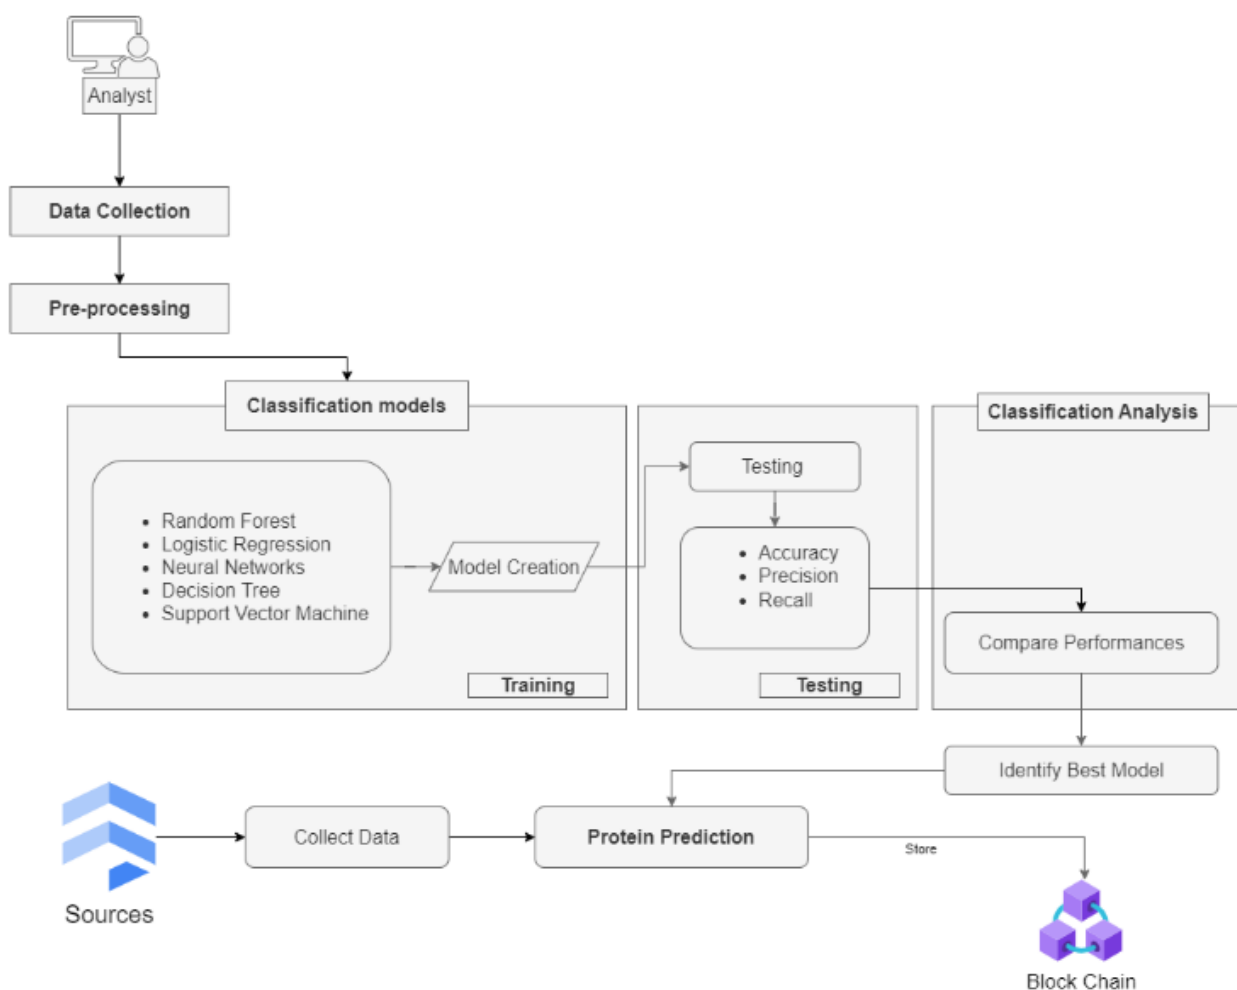 Analyst
Data Collection
Pre-processing
Classification models
Random Forest
Logistic Regression
Neural Networks
Decision Tree
Support Vector Machine
Model Creation
Training
Testing
Accuracy
Precision
Recall
Testing
Classification Analysis
Compare Performances
Identify Best Model
Sources
Collect Data
Protein Prediction
Store
Block Chain